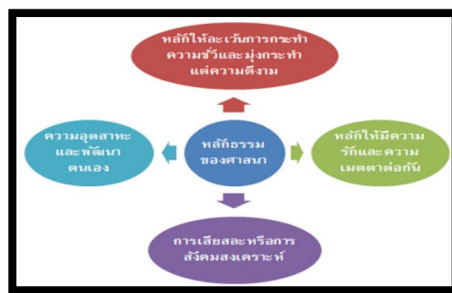 หลักให้ละเว้นการกระทำ
ความชั่วและมุ่งกระทำ
แต่ความดีงาม
ความอุตสาหะ
และพัฒนา
ตนเอง
หลักธรรม
ของศาสนา
หลักให้มีความ
รักและความ
เมตตาต่อกัน
การเสียสละหรือการ
สังคมสงเคราะห์